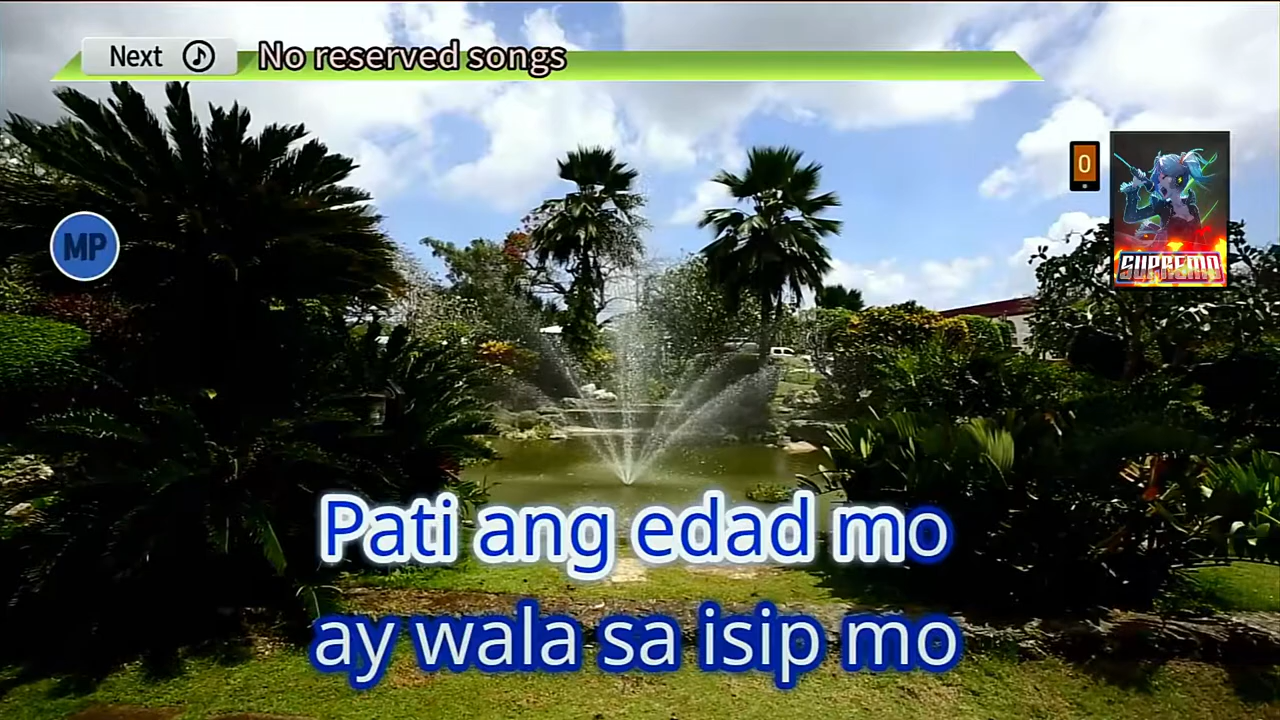 Next No reserved songs
0
MP
SUPREMO
Pati ang edad mo
ay wala sa isip mo